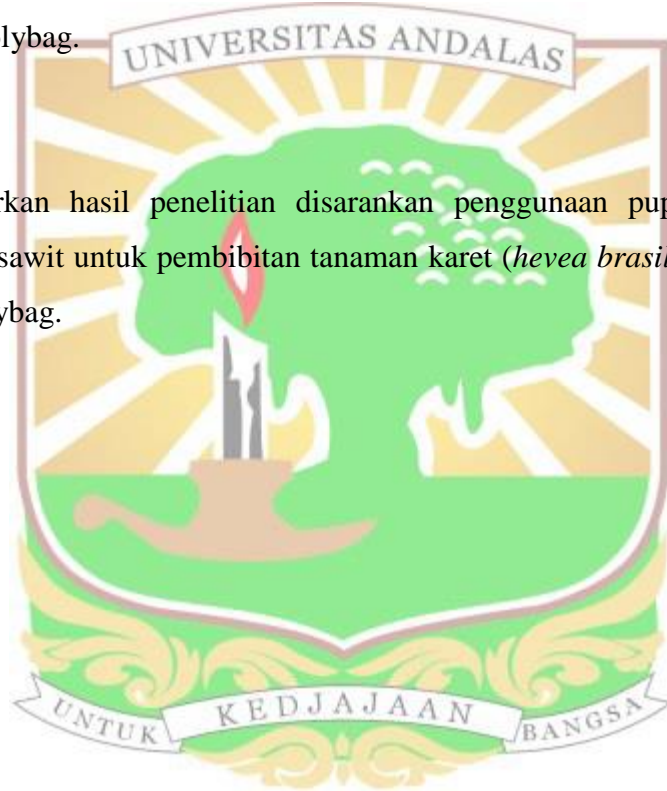 olybag.
UNIVERSITAS ANDALAS
rkan hasil penelitian disarankan penggunaan pup
sawit untuk pembibitan tanaman karet (hevea brasil
ybag.
UNTUK KEDJAJAAN BANGSA